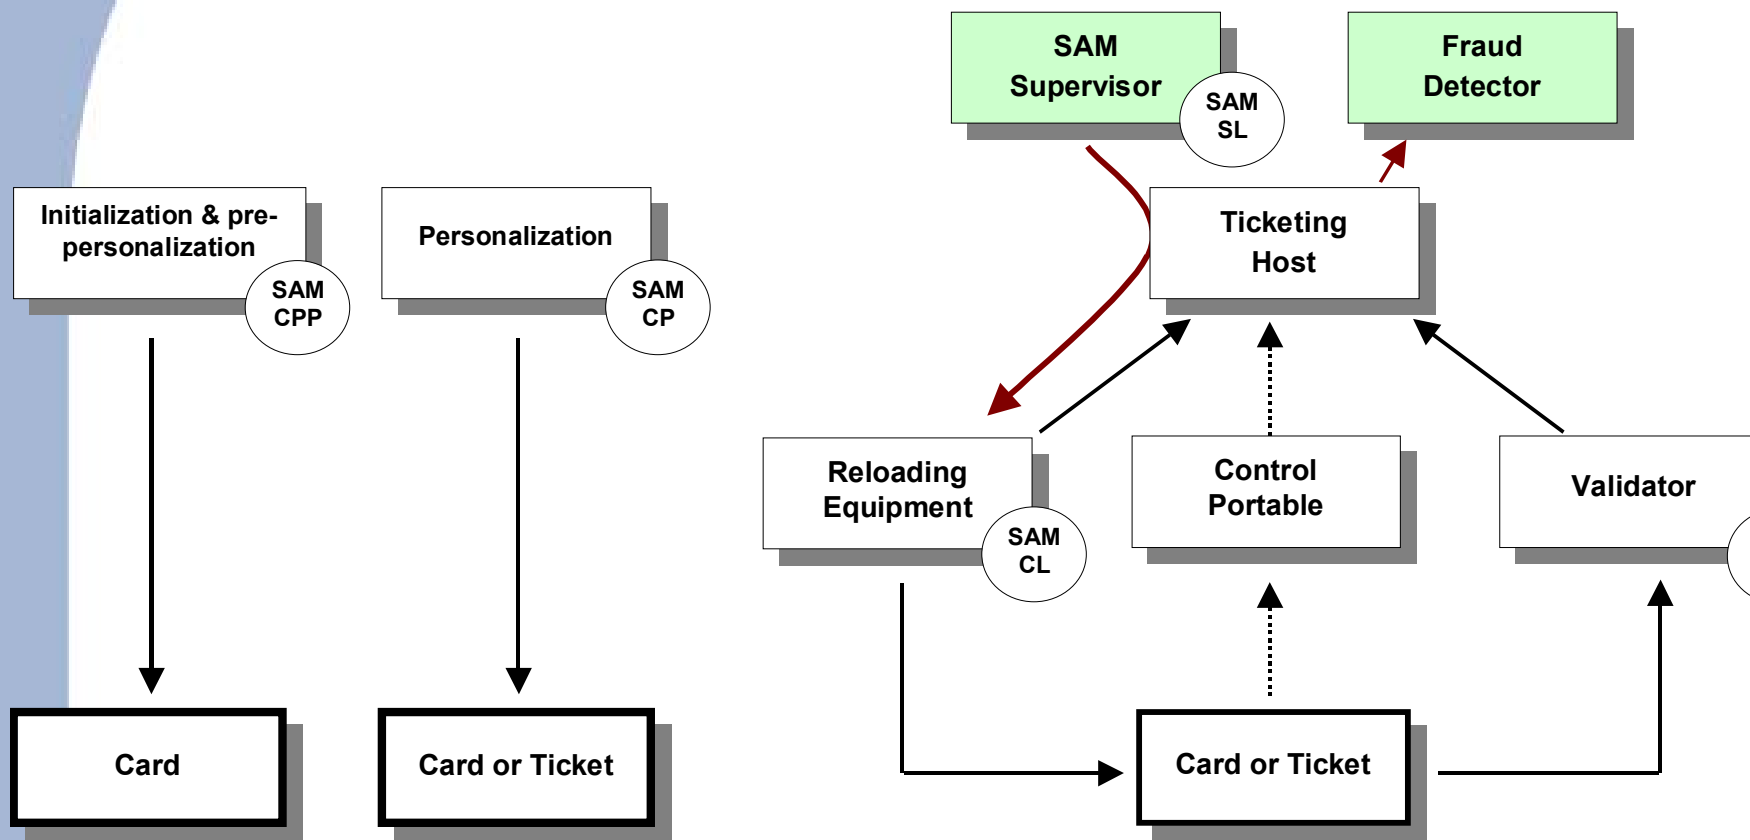 SAM
Supervisor
SAM
SL
Fraud
Detector
Initialization & pre-
personalization
SAM
CPP
Personalization
SAM
CP
Ticketing
Host
Reloading
Equipment
SAM
CL
Control
Portable
Validator
Card
Card or Ticket
Card or Ticket